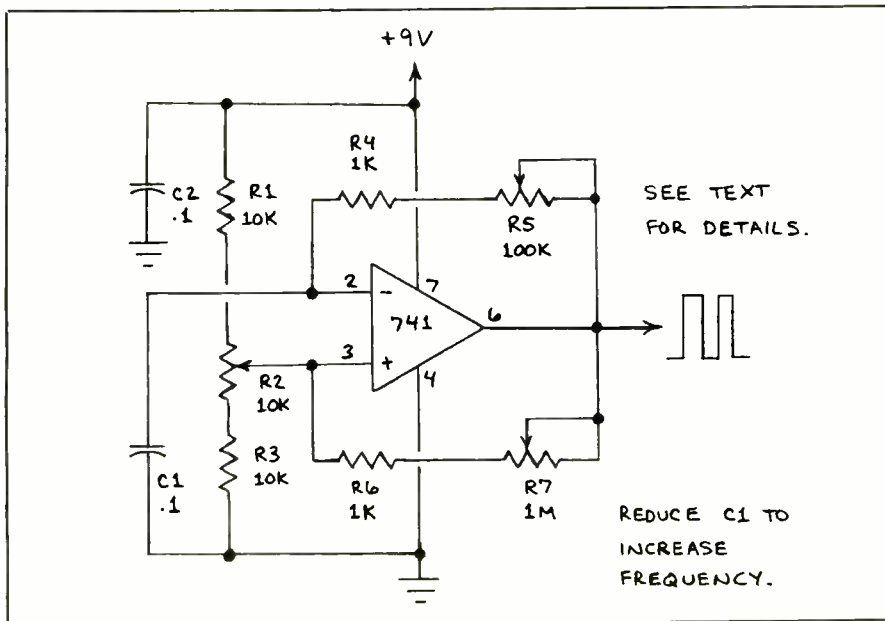 +9V
R4
1K
C2
.1
R1
10K
R5
100K
SEE TEXT
FOR DETAILS.
2
-
7
741
6
3
+
4
R2
10K
C1
.1
R3
10K
R6
1K
R7
1M
REDUCE C1 TO
INCREASE
FREQUENCY.